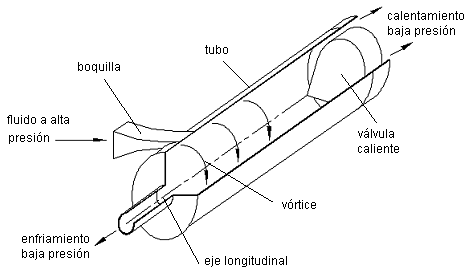 calentamiento
baja presión
tubo
boquilla
fluido a alta
presión
válvula
caliente
vórtice
enfriamiento
baja presión
eje longitudinal